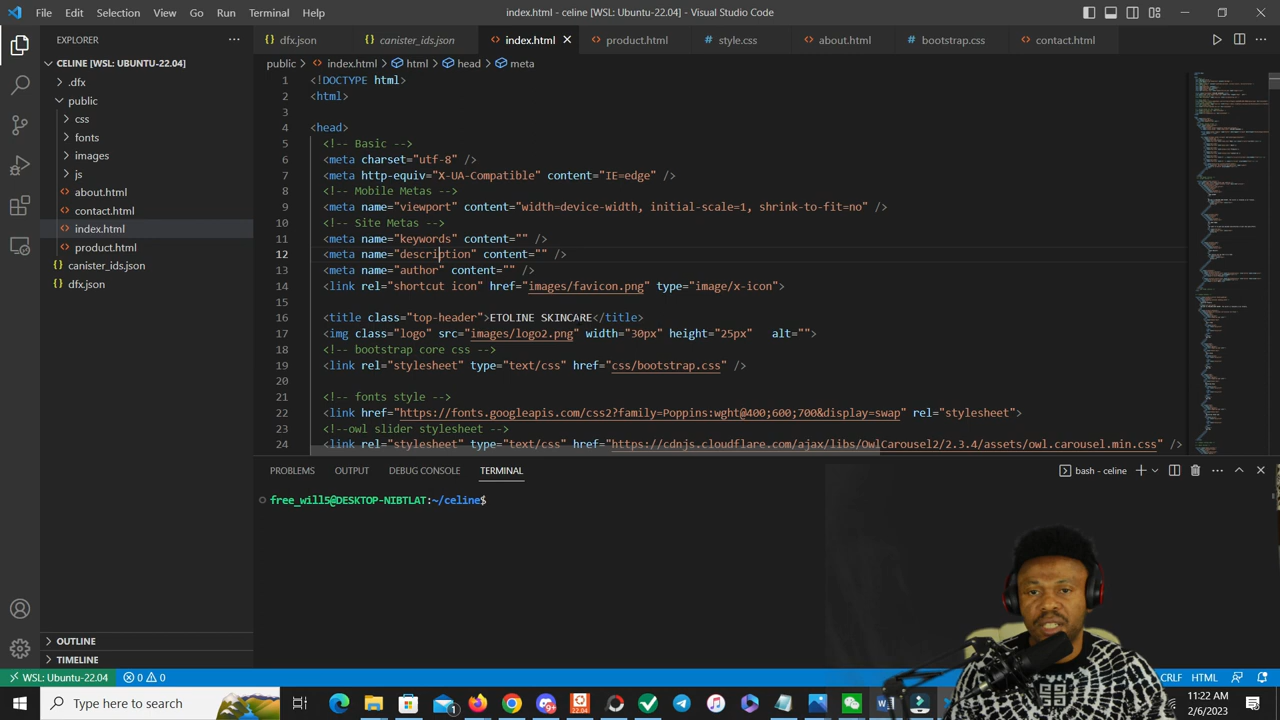 File Edit Selection View Go Run Terminal Help
index.html - celine [WSL: Ubuntu-22.04] - Visual Studio Code
EXPLORER
dfx.json
canister_ids.json
index.html
product.html
style.css
about.html
bootstrap.css
contact.html
CELINE [WSL: UBUNTU-22.04]
public > index.html > html > head > meta
.dfx
public
css
fonts
images
about.html
contact.html
index.html
product.html
canister_ids.json
dfx.json
1 <!DOCTYPE html>
2 <html>
3
4 <head>
5 <!-- Basic -->
6 <meta charset="utf-8" />
7 <meta http-equiv="X-UA-Compatible" content="IE=edge" />
8 <!-- Mobile Metas -->
9 <meta name="viewport" content="width=device-width, initial-scale=1, shrink-to-fit=no" />
10 <!-- Site Metas -->
11 <meta name="keywords" content="" />
12 <meta name="description" content="" />
13 <meta name="author" content="" />
14 <link rel="shortcut icon" href="images/favicon.png" type="image/x-icon">
15
16 <title class="top-header">ETCHINE SKINCARE</title>
17 class="logo" src="images/e2.png" width="30px" height="25px" alt="">
18 <!-- bootstrap core css -->
19 <link rel="stylesheet" type="text/css" href="css/bootstrap.css" />
20
21 <!-- fonts style -->
22 <link href="https://fonts.googleapis.com/css2?family=Poppins:wght@400;600;700&display=swap" rel="stylesheet">
23 <!-- owl slider stylesheet -->
24 <link rel="stylesheet" type="text/css" href="https://cdnjs.cloudflare.com/ajax/libs/OwlCarousel2/2.3.4/assets/owl.carousel.min.css" />
PROBLEMS OUTPUT DEBUG CONSOLE TERMINAL
bash - celine
free_will5@DESKTOP-NIBTLAT:~/celine$
OUTLINE
TIMELINE
WSL: Ubuntu-22.04 0 0
CRLF HTML
Type here to search
11:22 AM
2/6/2023